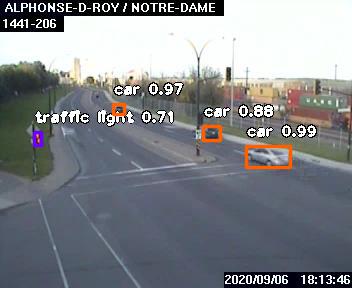 ALPHONSE-D-ROY / NOTRE-DAME
1441-206
car 0.97
traffic light 0.71
car 0.88
car 0.99
2020/09/06 18:13:46